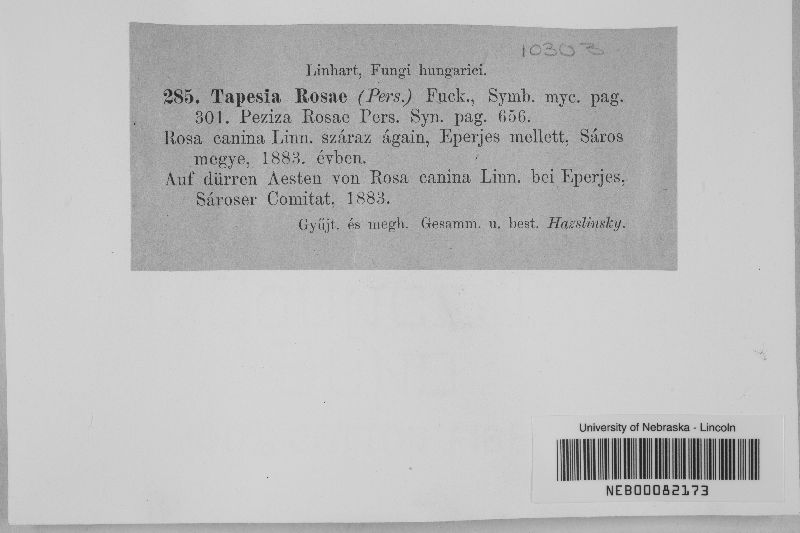 10303
Linhart, Fungi hungarici.
285. Tapesia Rosae (Pers.) Fuck., Symb. myc. pag.
301. Peziza Rosae Pers. Syn. pag. 656.
Rosa canina Linn. száraz ágain, Eperjes mellett, Sáros
megye, 1883. évben.
Auf dürren Aesten von Rosa canina Linn. bei Eperjes,
Sároser Comitat, 1883.
Gyűjt. és megh. Gesamm. u. best. Hazslinsky.
University of Nebraska - Lincoln
NEB00082173